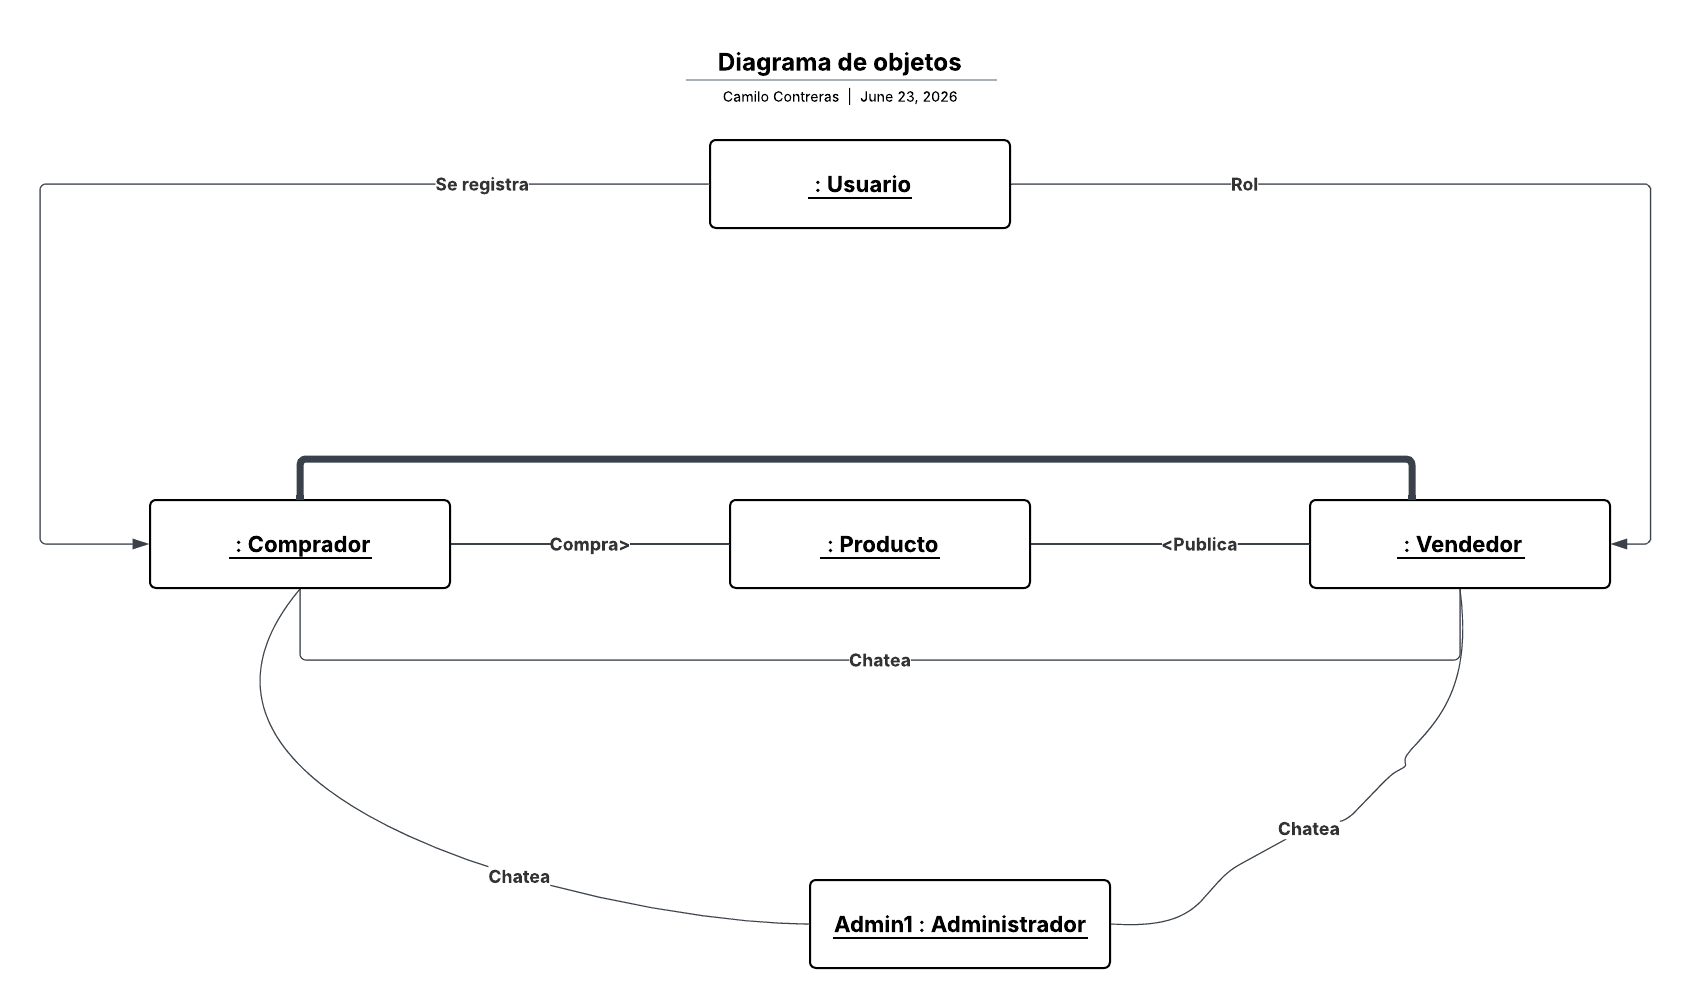 Diagrama de objetos
Camilo Contreras | June 23, 2026
: Usuario
Se registra
Rol
: Comprador
Compra>
: Producto
<Publica
: Vendedor
Chatea
Chatea
Chatea
Admin1 : Administrador